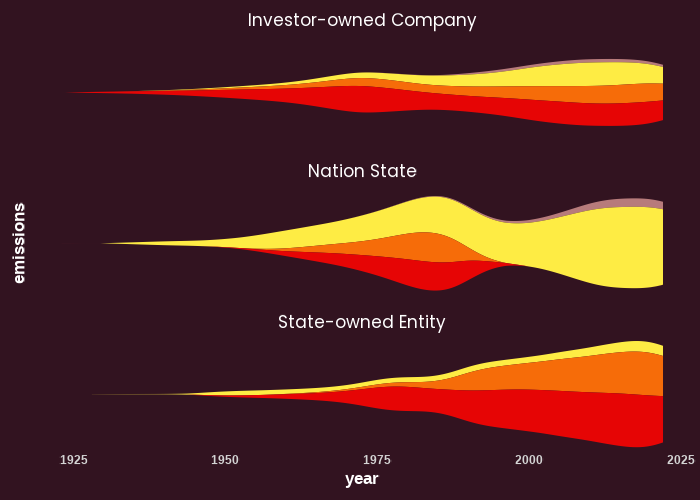 Investor-owned Company
Nation State
emissions
State-owned Entity
1925 1950 1975 2000 2025
year